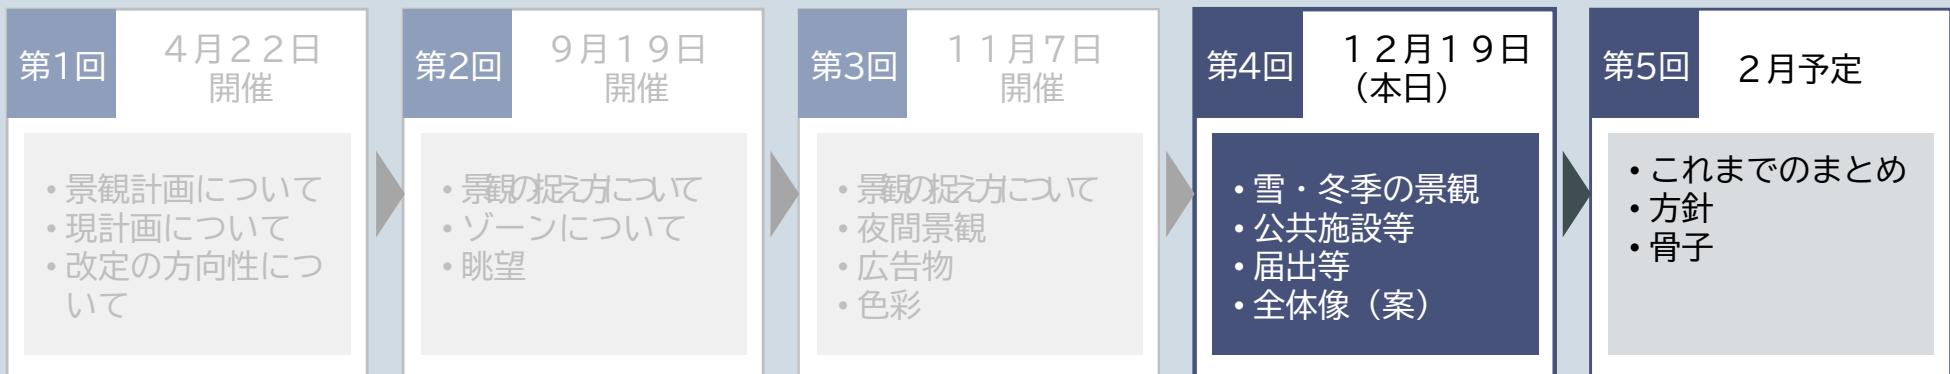 第1回
４月２２日
開催
・景観計画について
・現計画について
・改定の方向性につ
いて
第2回
９月１９日
開催
・景観の捉え方について
・ゾーンについて
・眺望
第3回
１１月７日
開催
・景観の捉え方について
・夜間景観
・広告物
・色彩
第4回
１２月１９日
（本日）
・雪・冬季の景観
・公共施設等
・届出等
・全体像（案）
第5回
２月予定
・これまでのまとめ
・方針
・骨子